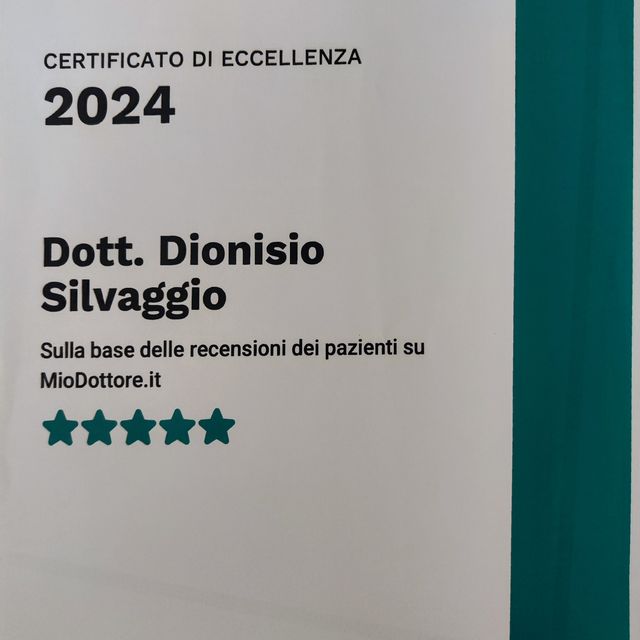 CERTIFICATO DI ECCELLENZA
2024
Dott. Dionisio
Silvaggio
Sulla base delle recensioni dei pazienti su
MioDottore.it